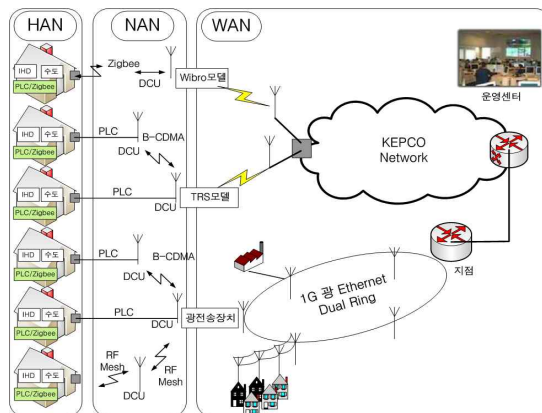 HAN
NAN
WAN
IHD 수도
PLC/Zigbee
Zigbee
DCU
Wibro모델
운영센터
IHD 수도
PLC/Zigbee
PLC
B-CDMA
DCU
KEPCO
Network
IHD 수도
PLC/Zigbee
PLC
DCU
TRS모델
지점
IHD 수도
PLC/Zigbee
PLC
B-CDMA
DCU
1G 광 Ethernet
Dual Ring
IHD 수도
PLC/Zigbee
PLC
DCU
광전송장치
IHD 수도
PLC/Zigbee
RF
Mesh
DCU
RF
Mesh